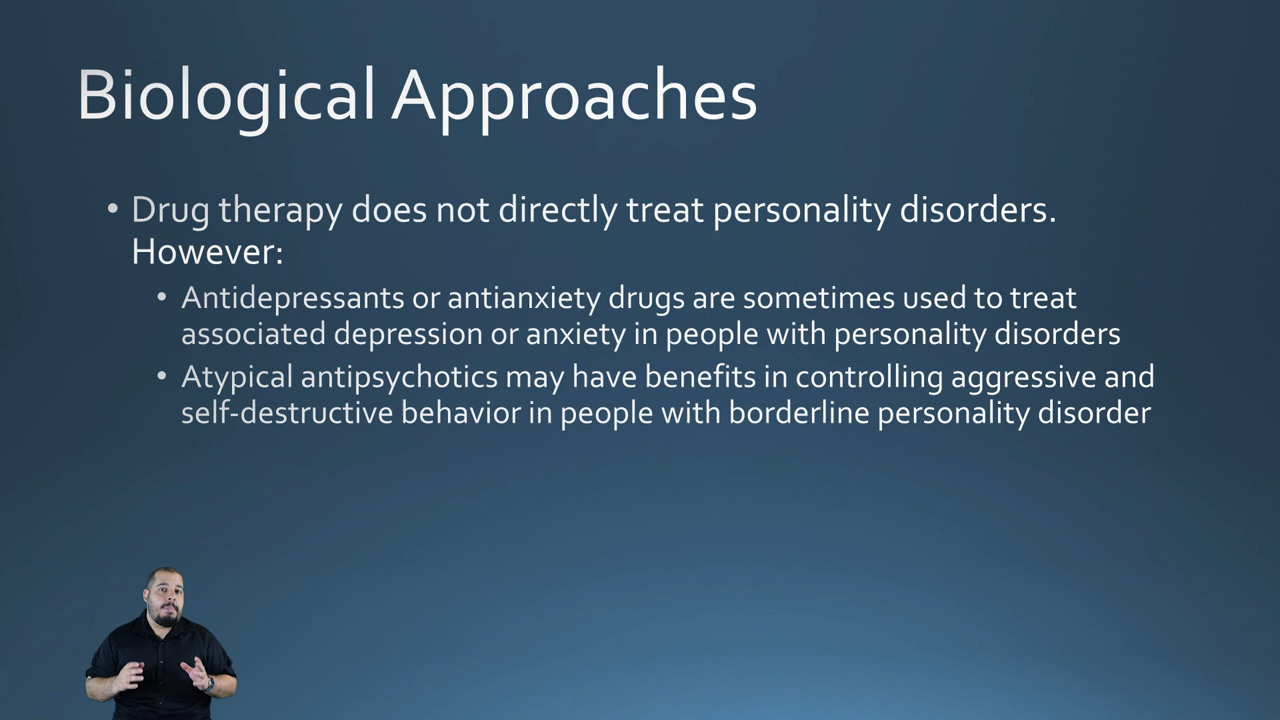 Biological Approaches
• Drug therapy does not directly treat personality disorders.
However:
• Antidepressants or antianxiety drugs are sometimes used to treat
associated depression or anxiety in people with personality disorders
• Atypical antipsychotics may have benefits in controlling aggressive and
self-destructive behavior in people with borderline personality disorder